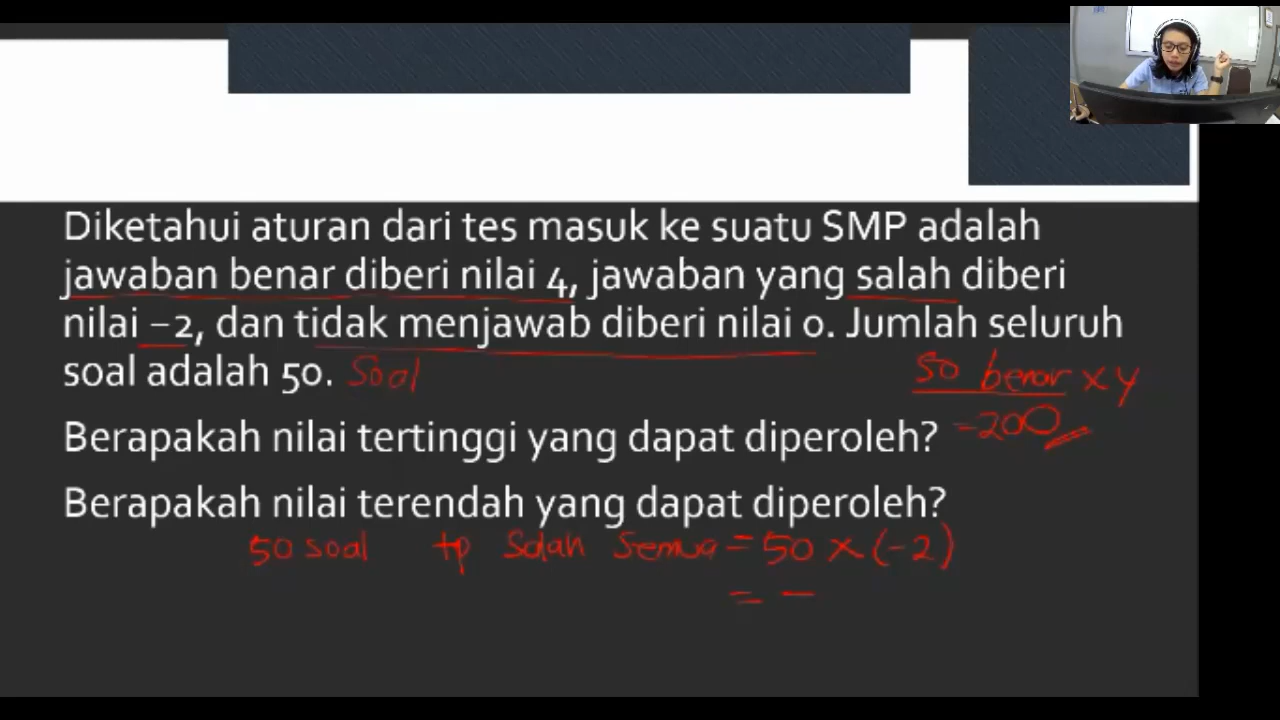 Diketahui aturan dari tes masuk ke suatu SMP adalah
jawaban benar diberi nilai 4, jawaban yang salah diberi
nilai −2, dan tidak menjawab diberi nilai 0. Jumlah seluruh
soal adalah 50. Soal
50 benar x 4
=200
Berapakah nilai tertinggi yang dapat diperoleh?
Berapakah nilai terendah yang dapat diperoleh?
50 soal tp Salah Semua = 50 x (-2)
= -